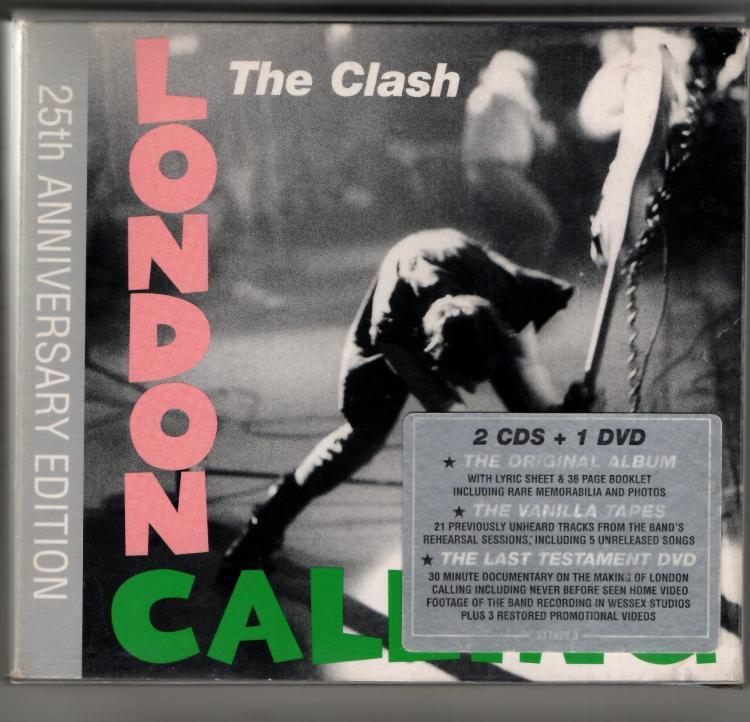 25th ANNIVERSARY EDITION
The Clash
LONDON
CALLING
2 CDS + 1 DVD
★ THE ORIGINAL ALBUM
WITH LYRIC SHEET & 36 PAGE BOOKLET
INCLUDING RARE MEMORABILIA AND PHOTOS
★ THE VANILLA TAPES
21 PREVIOUSLY UNHEARD TRACKS FROM THE BAND'S
REHEARSAL SESSIONS, INCLUDING 5 UNRELEASED SONGS
★ THE LAST TESTAMENT DVD
30 MINUTE DOCUMENTARY ON THE MAKING OF LONDON
CALLING INCLUDING NEVER BEFORE SEEN HOME VIDEO
FOOTAGE OF THE BAND RECORDING IN WESSEX STUDIOS
PLUS 3 RESTORED PROMOTIONAL VIDEOS
517928 3